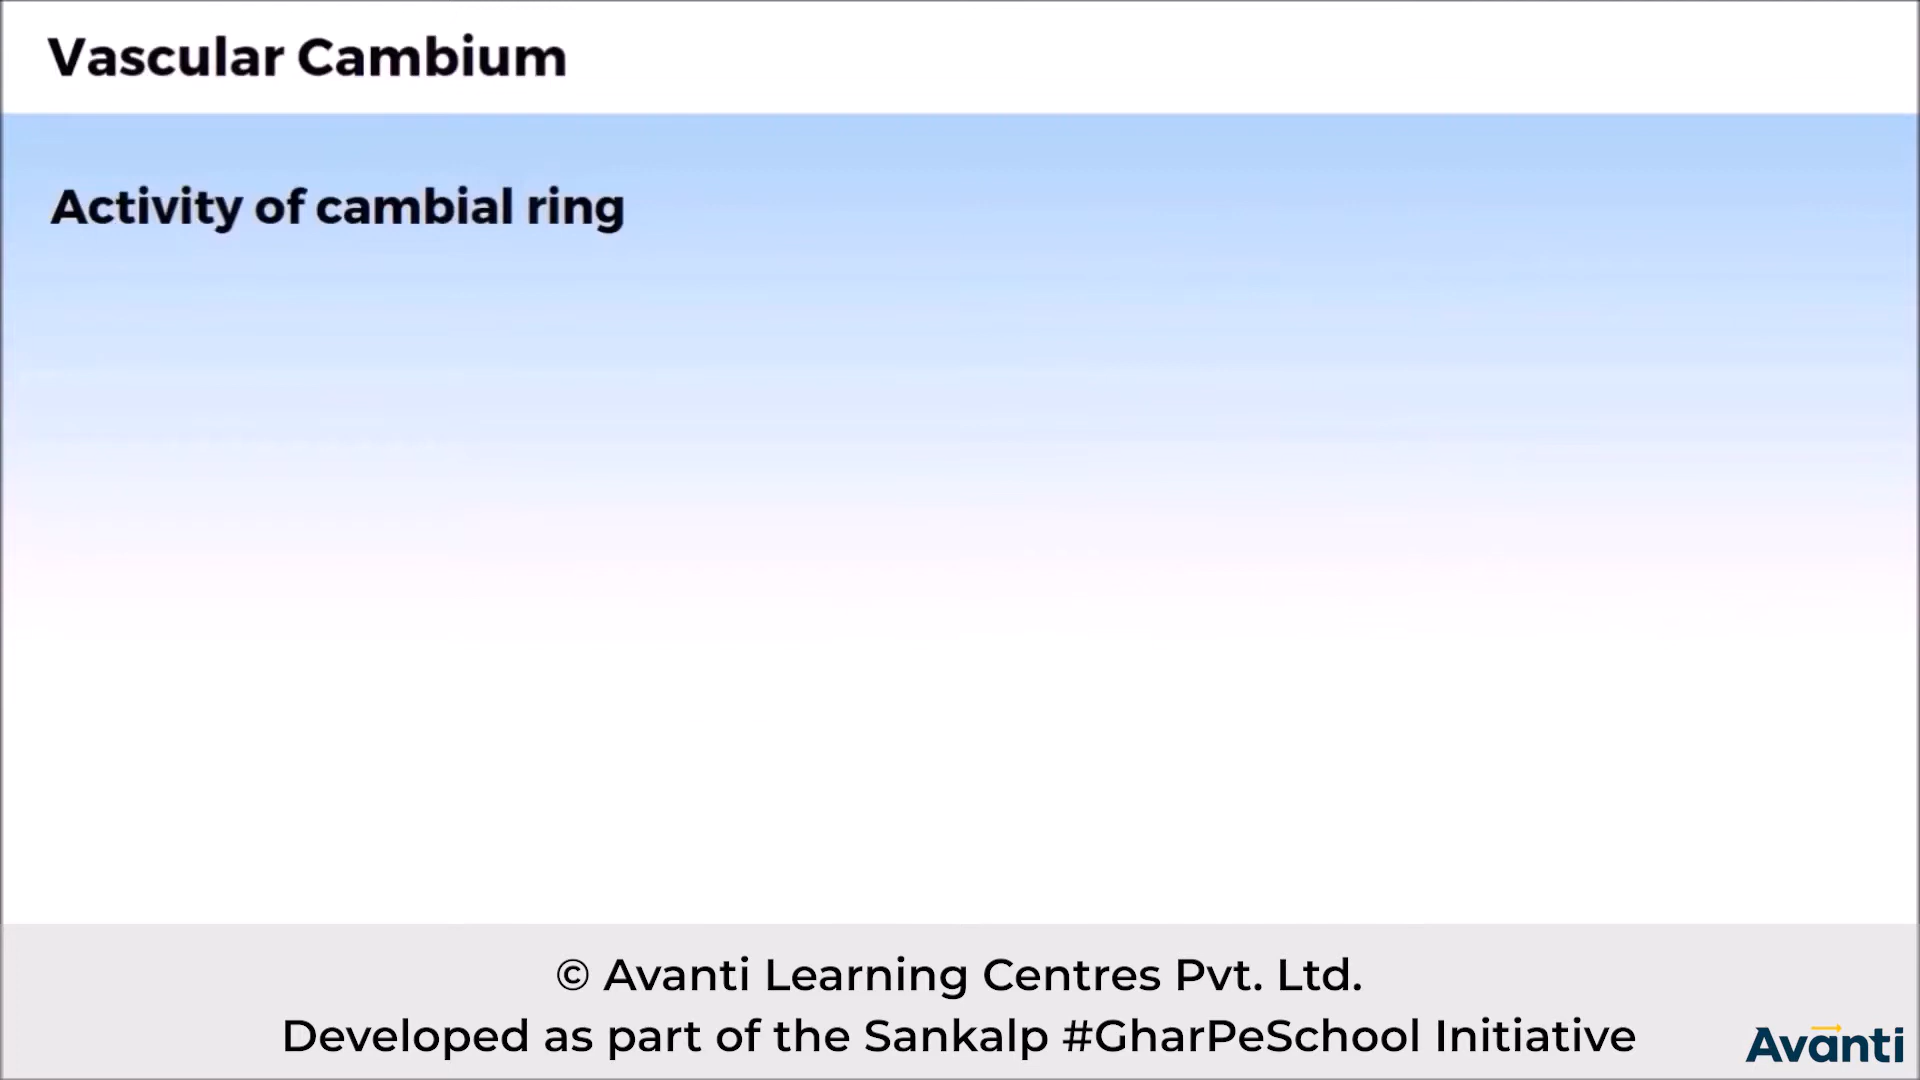 Vascular Cambium
Activity of cambial ring
© Avanti Learning Centres Pvt. Ltd.
Developed as part of the Sankalp #GharPeSchool Initiative
Avanti